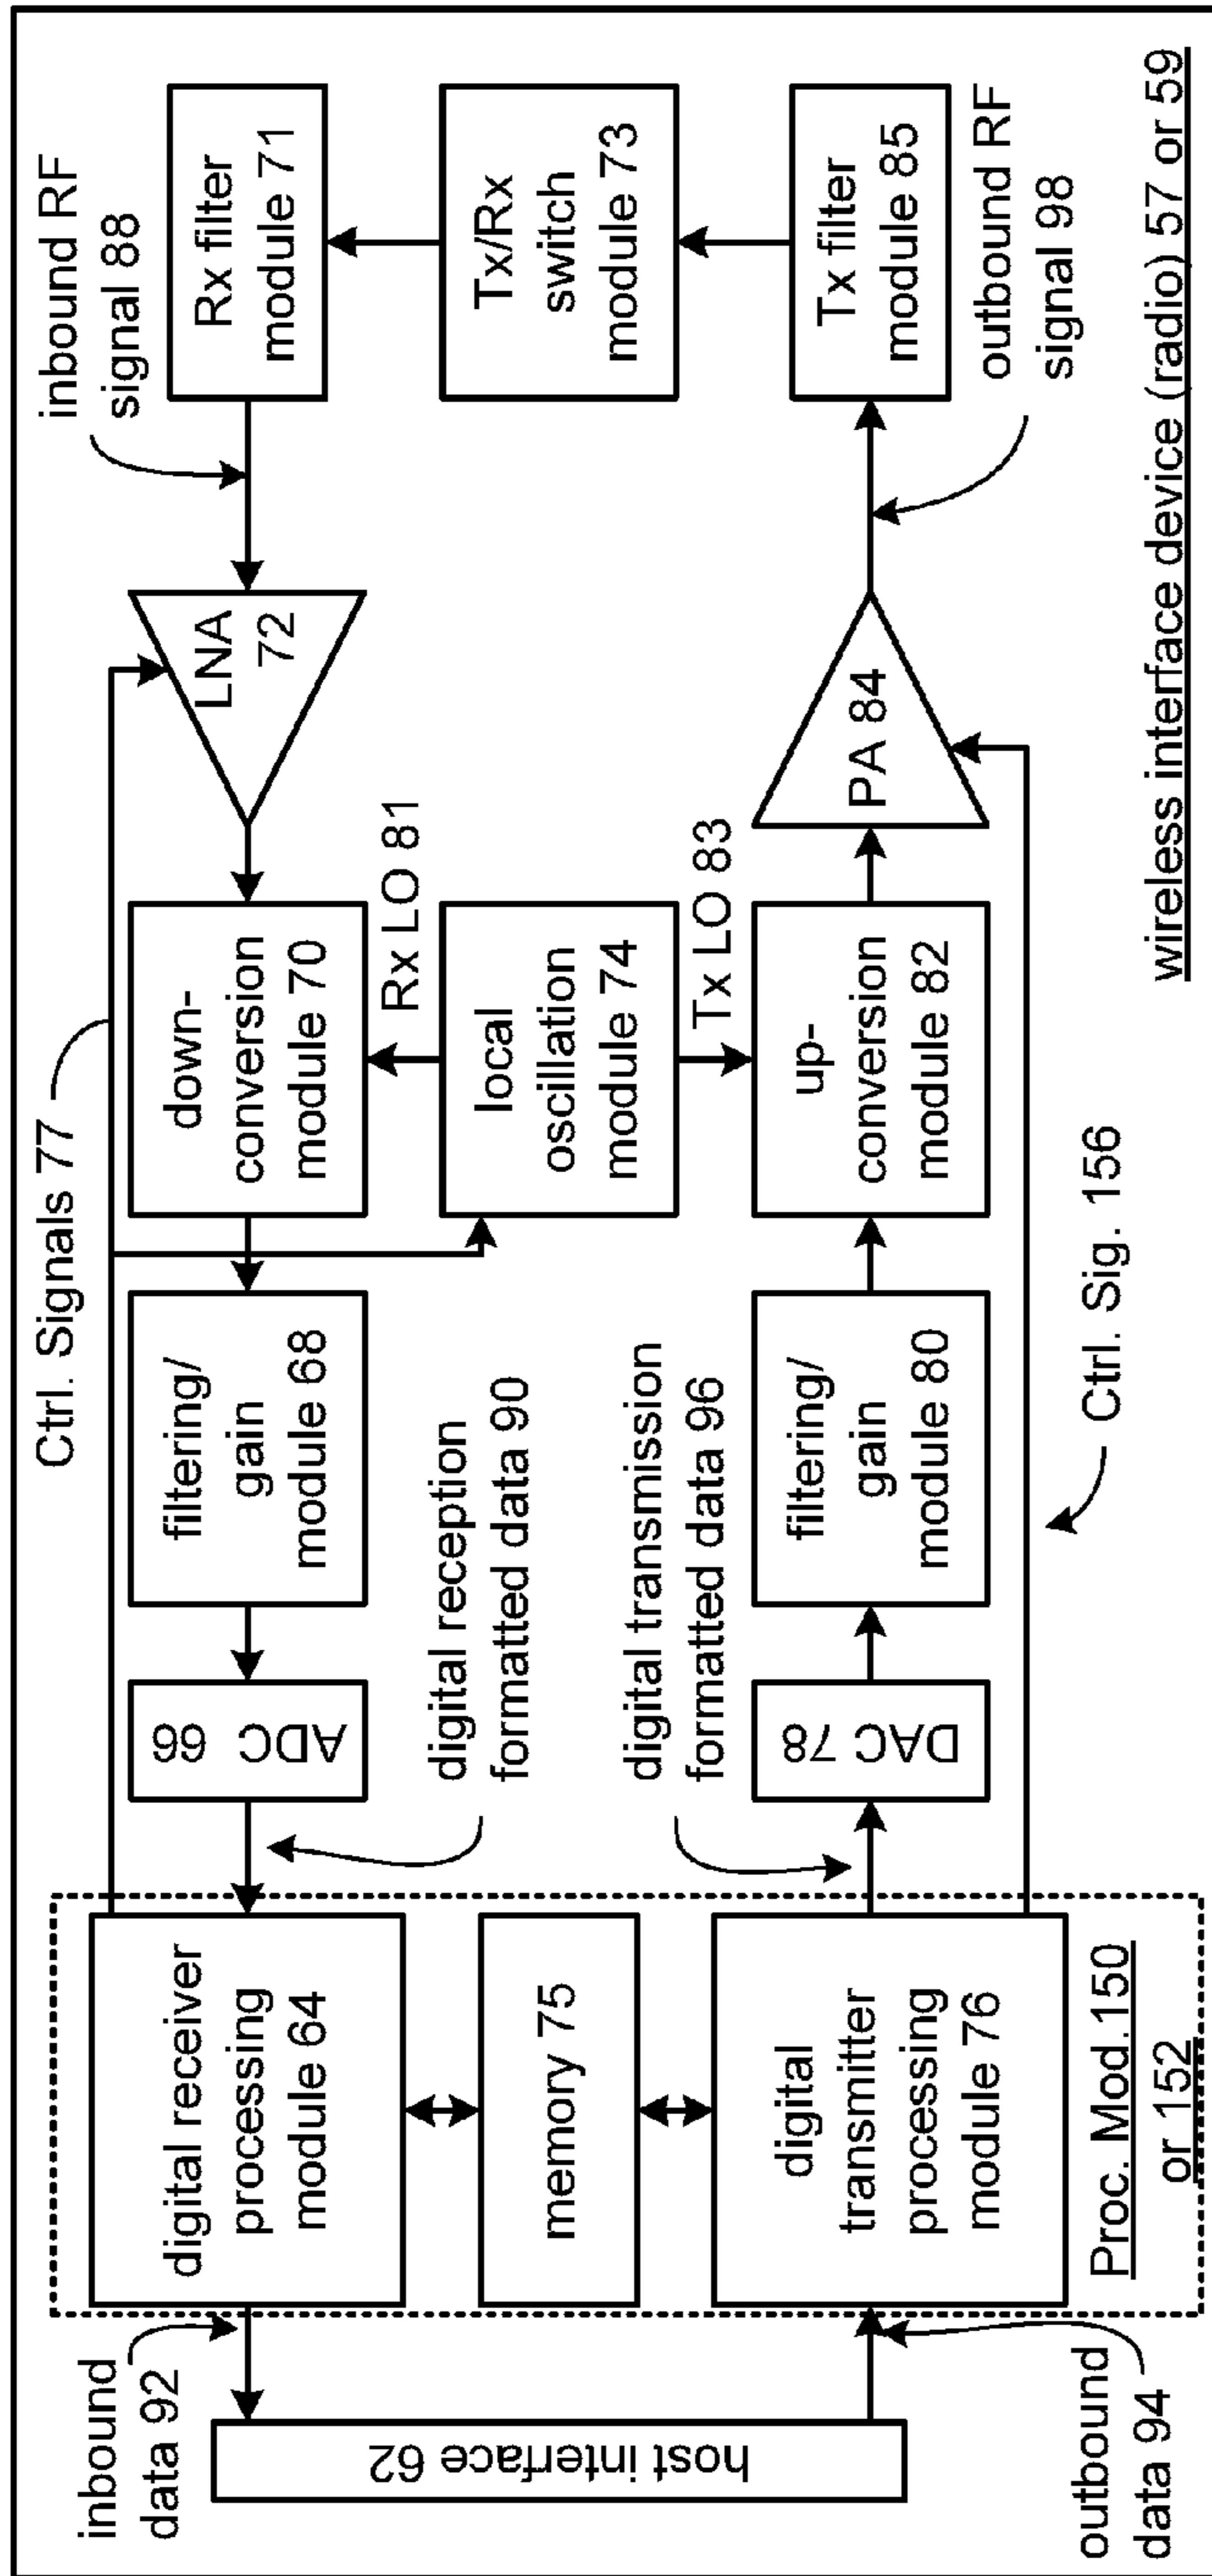 inbound RF
signal 88
Rx filter
module 71
Tx/Rx
switch
module 73
Tx filter
module 85
outbound RF
signal 98
LNA
72
PA 84
Ctrl. Signals 77
down-
conversion
module 70
Rx LO 81
local
oscillation
module 74
Tx LO 83
up-
conversion
module 82
Ctrl. Sig. 156
filtering/
gain
module 68
digital reception
formatted data 90
digital transmission
formatted data 96
filtering/
gain
module 80
ADC 66
DAC 78
digital receiver
processing
module 64
memory 75
digital
transmitter
processing
module 76
Proc. Mod.150
or 152
inbound
data 92
host interface 62
outbound
data 94
wireless interface device (radio) 57 or 59